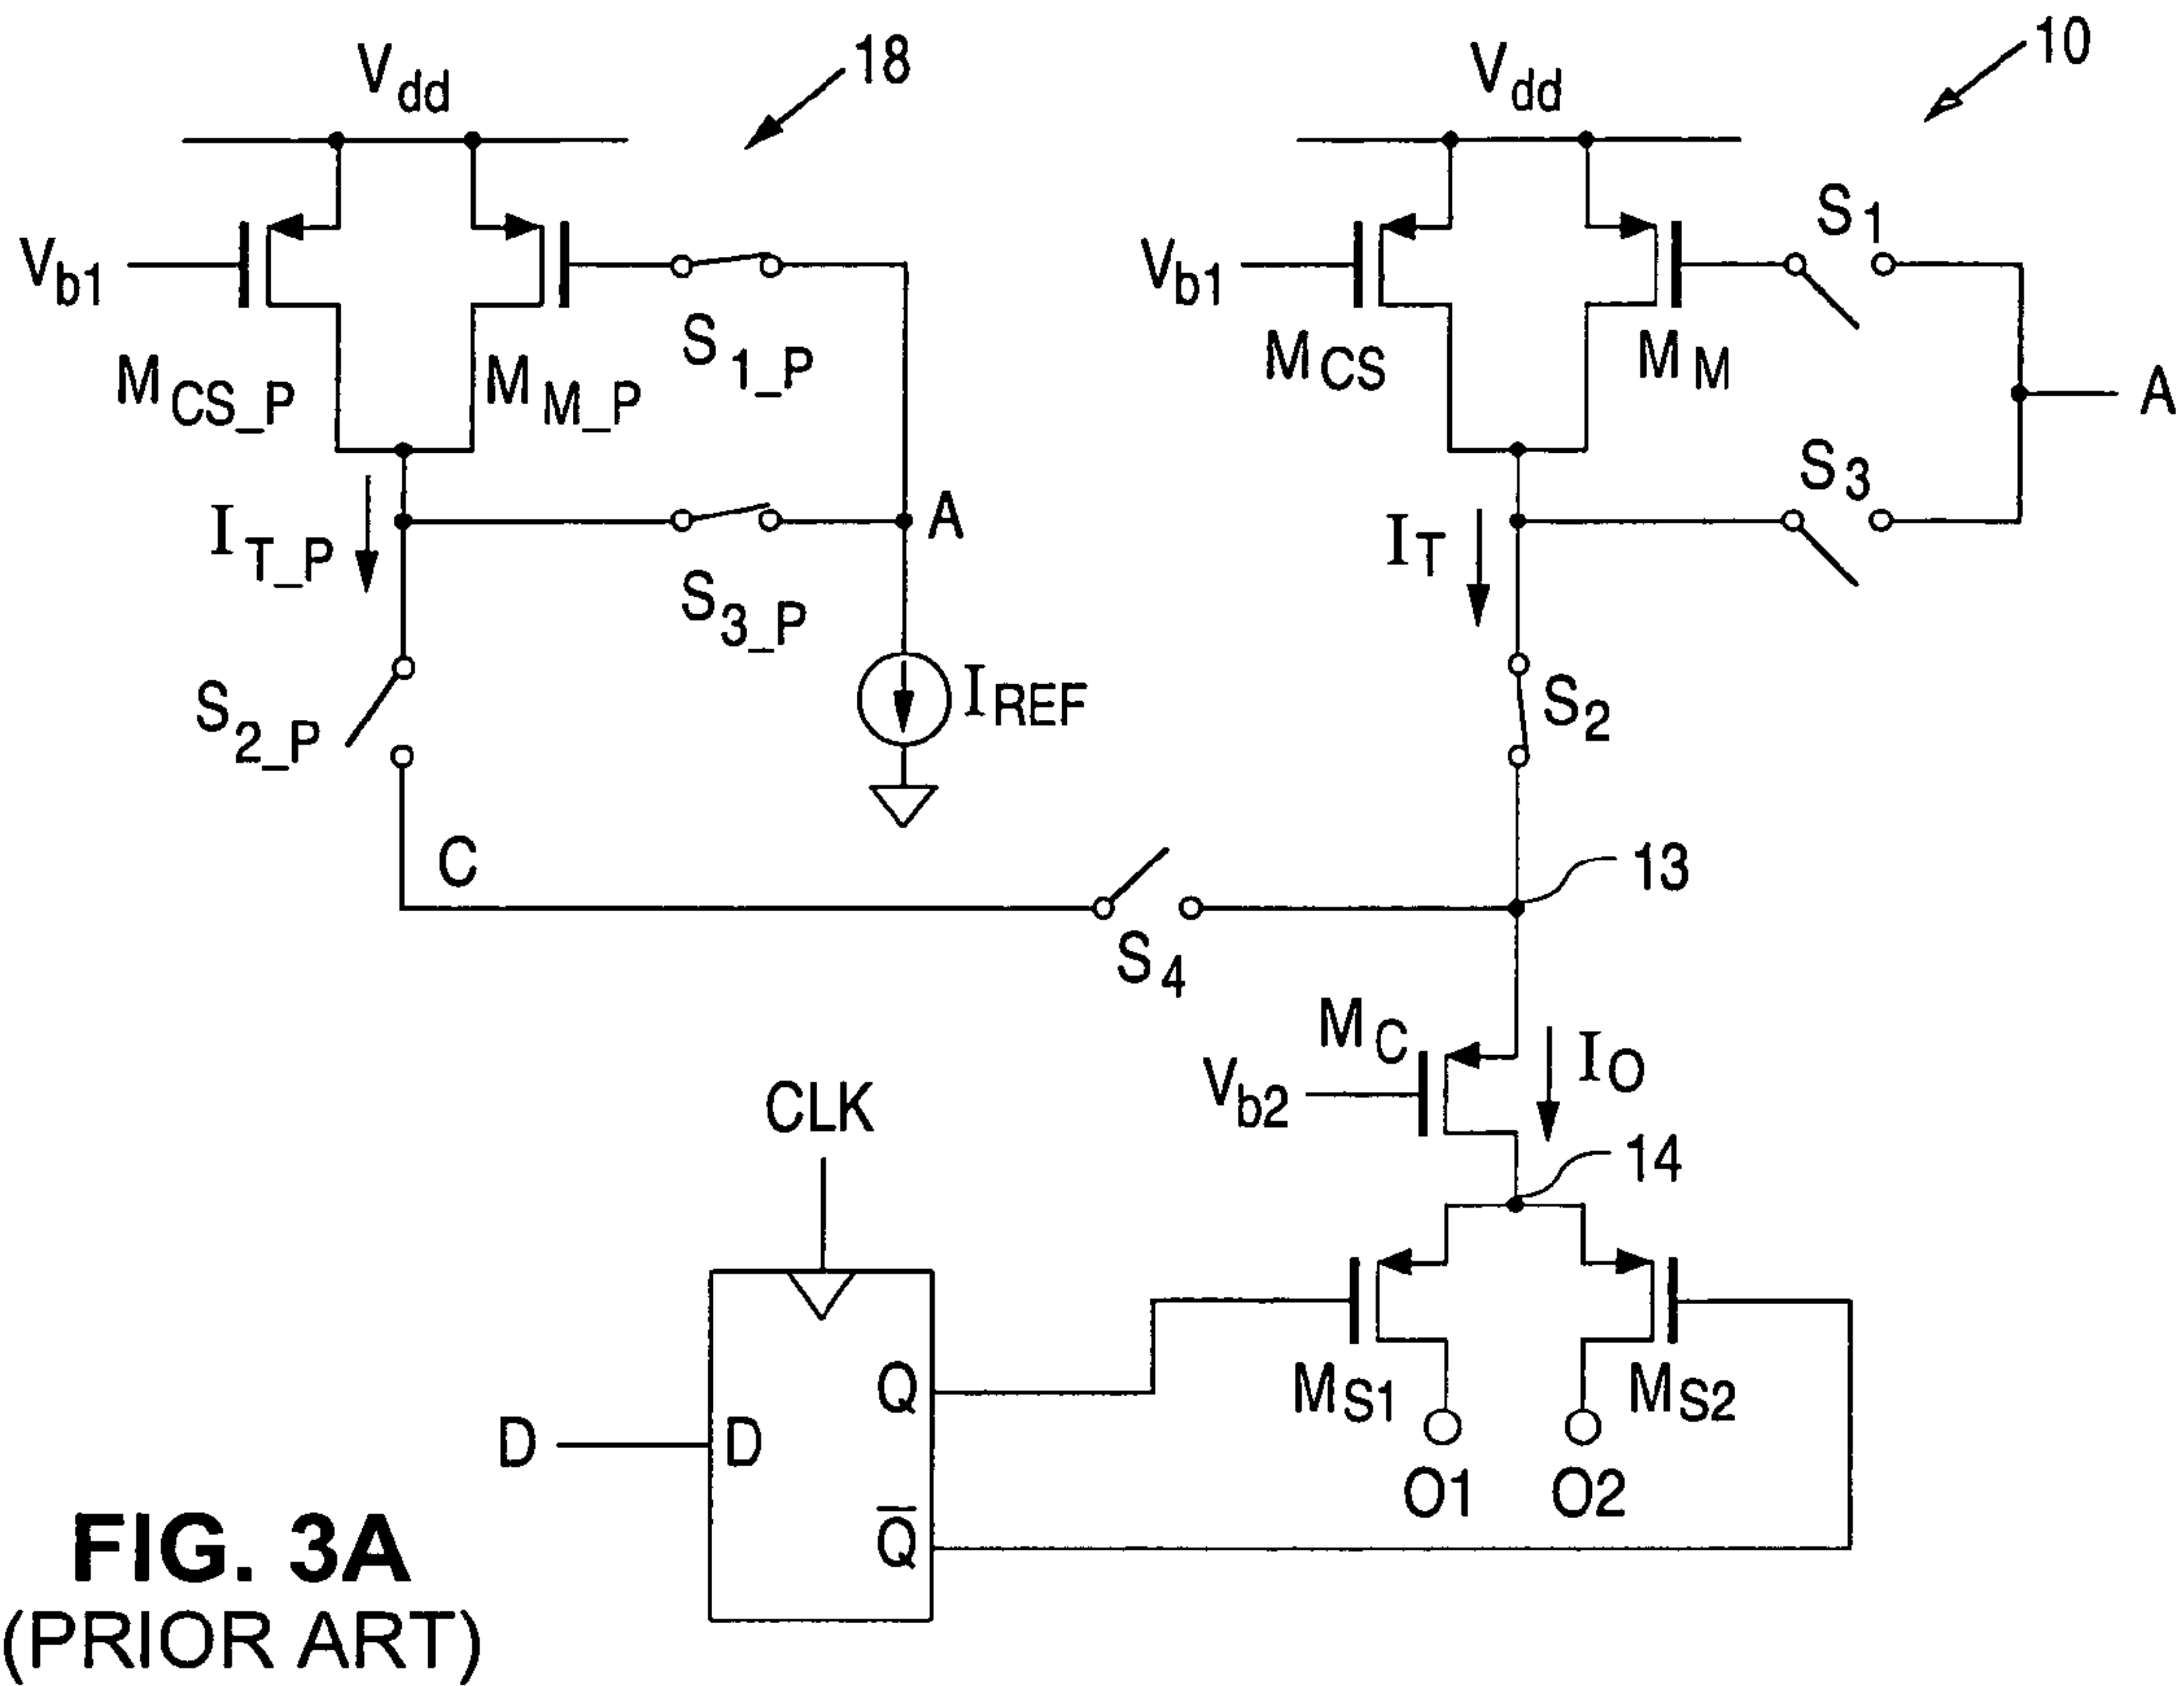 18
10
Vdd
Vdd
Vb1
MCS_P
MM_P
S1_P
Vb1
MCS
MM
S1
A
S3
IT_P
S3_P
A
IT
S2_P
IREF
S2
C
13
S4
MC
IO
Vb2
14
CLK
Q
D
D
MS1
MS2
O1
O2
Q̅
FIG. 3A
(PRIOR ART)